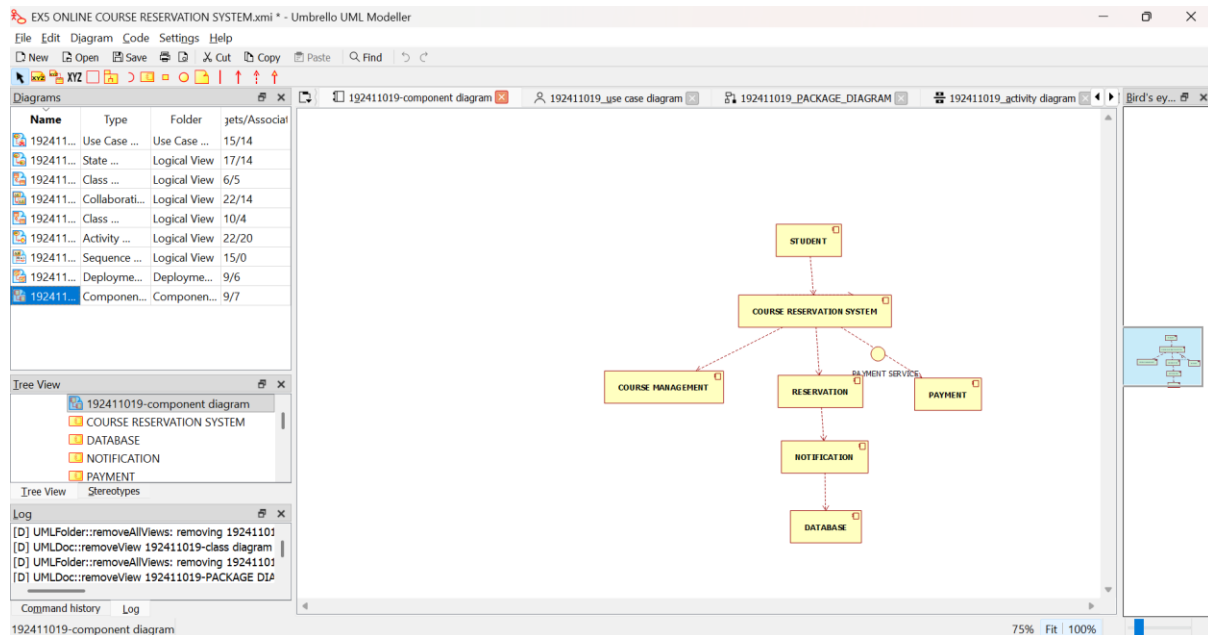 EX5 ONLINE COURSE RESERVATION SYSTEM.xmi * - Umbrello UML Modeller
File Edit Diagram Code Settings Help
New Open Save Cut Copy Paste Find
XYZ
Diagrams
Name Type Folder gets/Associat
192411... Use Case ... Use Case ... 15/14
192411... State ... Logical View 17/14
192411... Class ... Logical View 6/5
192411... Collaborati... Logical View 22/14
192411... Class ... Logical View 10/4
192411... Activity ... Logical View 22/20
192411... Sequence ... Logical View 15/0
192411... Deployme... Deployme... 9/6
192411... Componen... Componen... 9/7
Tree View
192411019-component diagram
COURSE RESERVATION SYSTEM
DATABASE
NOTIFICATION
PAYMENT
Tree View Stereotypes
Log
[D] UMLFolder::removeAllViews: removing 19241101
[D] UMLDoc::removeView 192411019-class diagram
[D] UMLFolder::removeAllViews: removing 19241101
[D] UMLDoc::removeView 192411019-PACKAGE DIA
Command history Log
192411019-component diagram
192411019-component diagram 192411019_use case diagram 192411019_PACKAGE_DIAGRAM 192411019_activity diagram
Bird's ey...
STUDENT
COURSE RESERVATION SYSTEM
PAYMENT SERVICE
COURSE MANAGEMENT
RESERVATION
PAYMENT
NOTIFICATION
DATABASE
75% Fit 100%